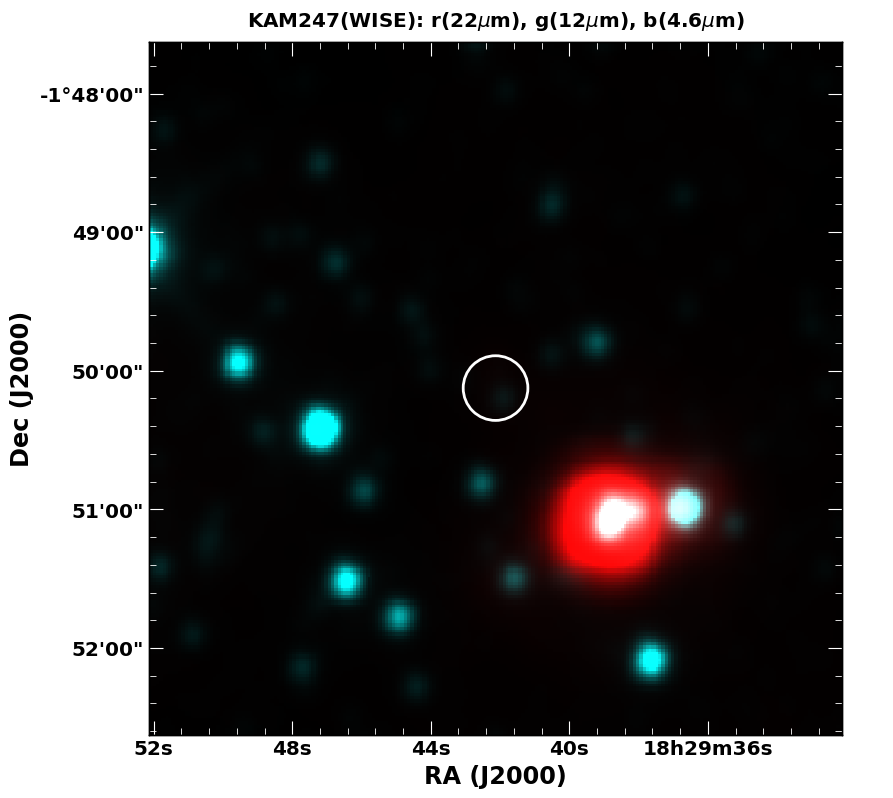 KAM247(WISE): r(22μm), g(12μm), b(4.6μm)
-1°48'00"
49'00"
50'00"
51'00"
52'00"
Dec (J2000)
52s 48s 44s 40s 18h29m36s
RA (J2000)